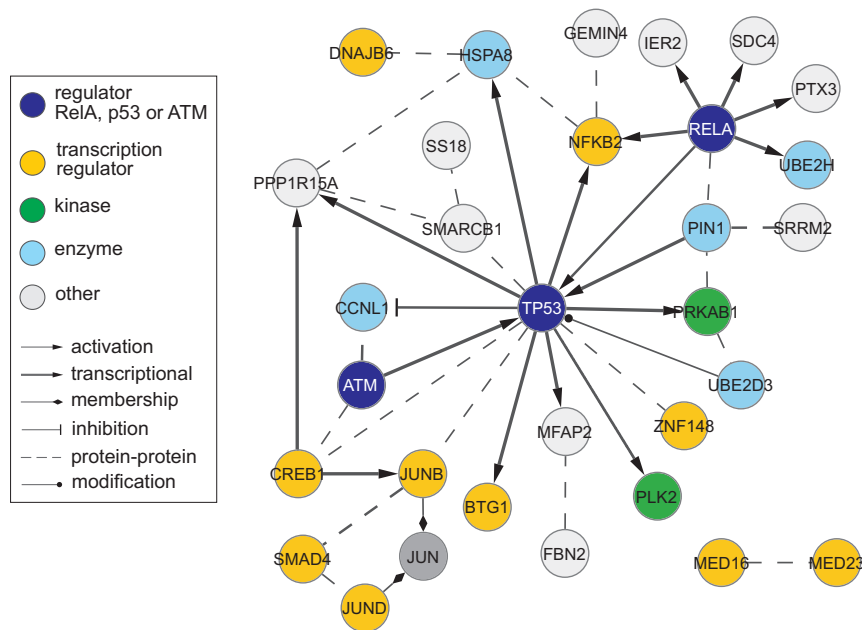 regulator
RelA, p53 or ATM
transcription
regulator
kinase
enzyme
other
activation
transcriptional
membership
inhibition
protein-protein
modification
DNAJB6
HSPA8
GEMIN4
IER2
SDC4
PTX3
RELA
NFKB2
UBE2H
SS18
PPP1R15A
SMARCB1
PIN1
SRRM2
CCNL1
TP53
PRKAB1
ATM
UBE2D3
ZNF148
MFAP2
CREB1
JUNB
BTG1
PLK2
SMAD4
JUN
FBN2
MED16
MED23
JUND